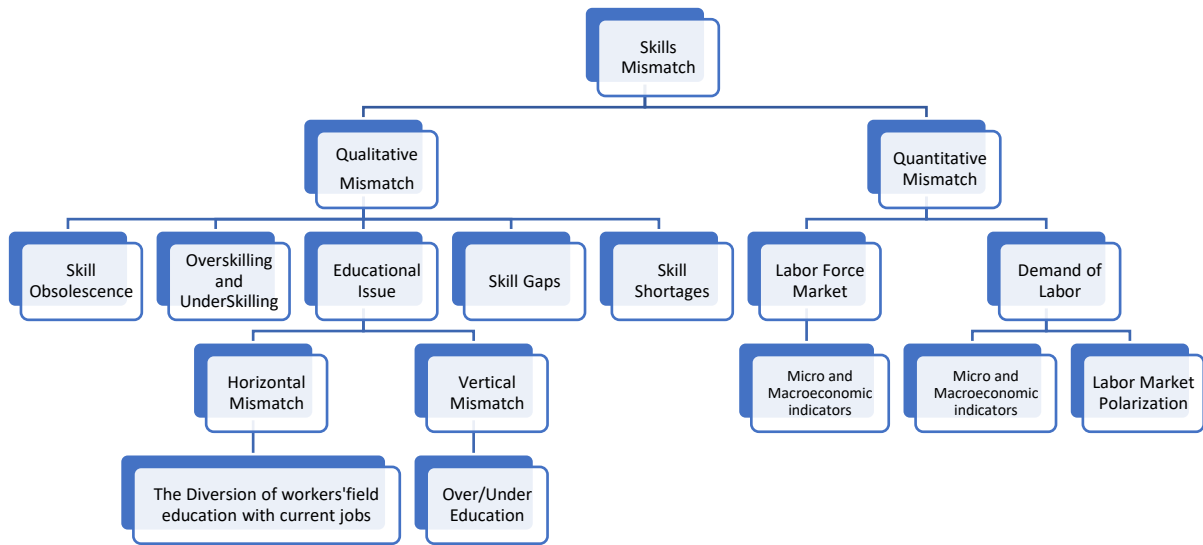 Skills
Mismatch
Qualitative
Mismatch
Quantitative
Mismatch
Skill
Obsolescence
Overskilling
and
UnderSkilling
Educational
Issue
Skill Gaps
Skill
Shortages
Labor Force
Market
Demand of
Labor
Horizontal
Mismatch
Vertical
Mismatch
Micro and
Macroeconomic
indicators
Micro and
Macroeconomic
indicators
Labor Market
Polarization
The Diversion of workers'field
education with current jobs
Over/Under
Education